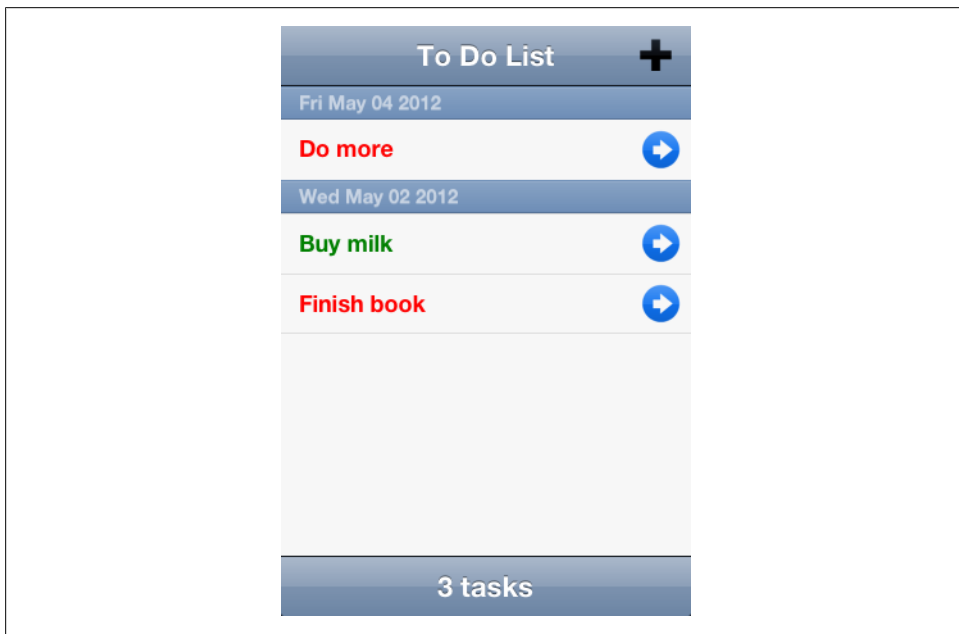 To Do List
Fri May 04 2012
Do more
Wed May 02 2012
Buy milk
Finish book
3 tasks